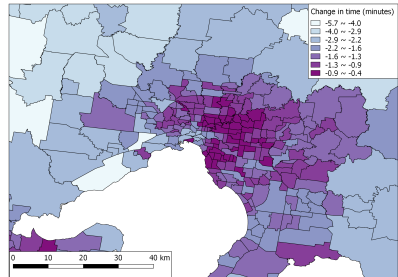 Change in time (minutes)
-5.7 ~ -4.0
-4.0 ~ -2.9
-2.9 ~ -2.2
-2.2 ~ -1.6
-1.6 ~ -1.3
-1.3 ~ -0.9
-0.9 ~ -0.4
0 10 20 30 40 km